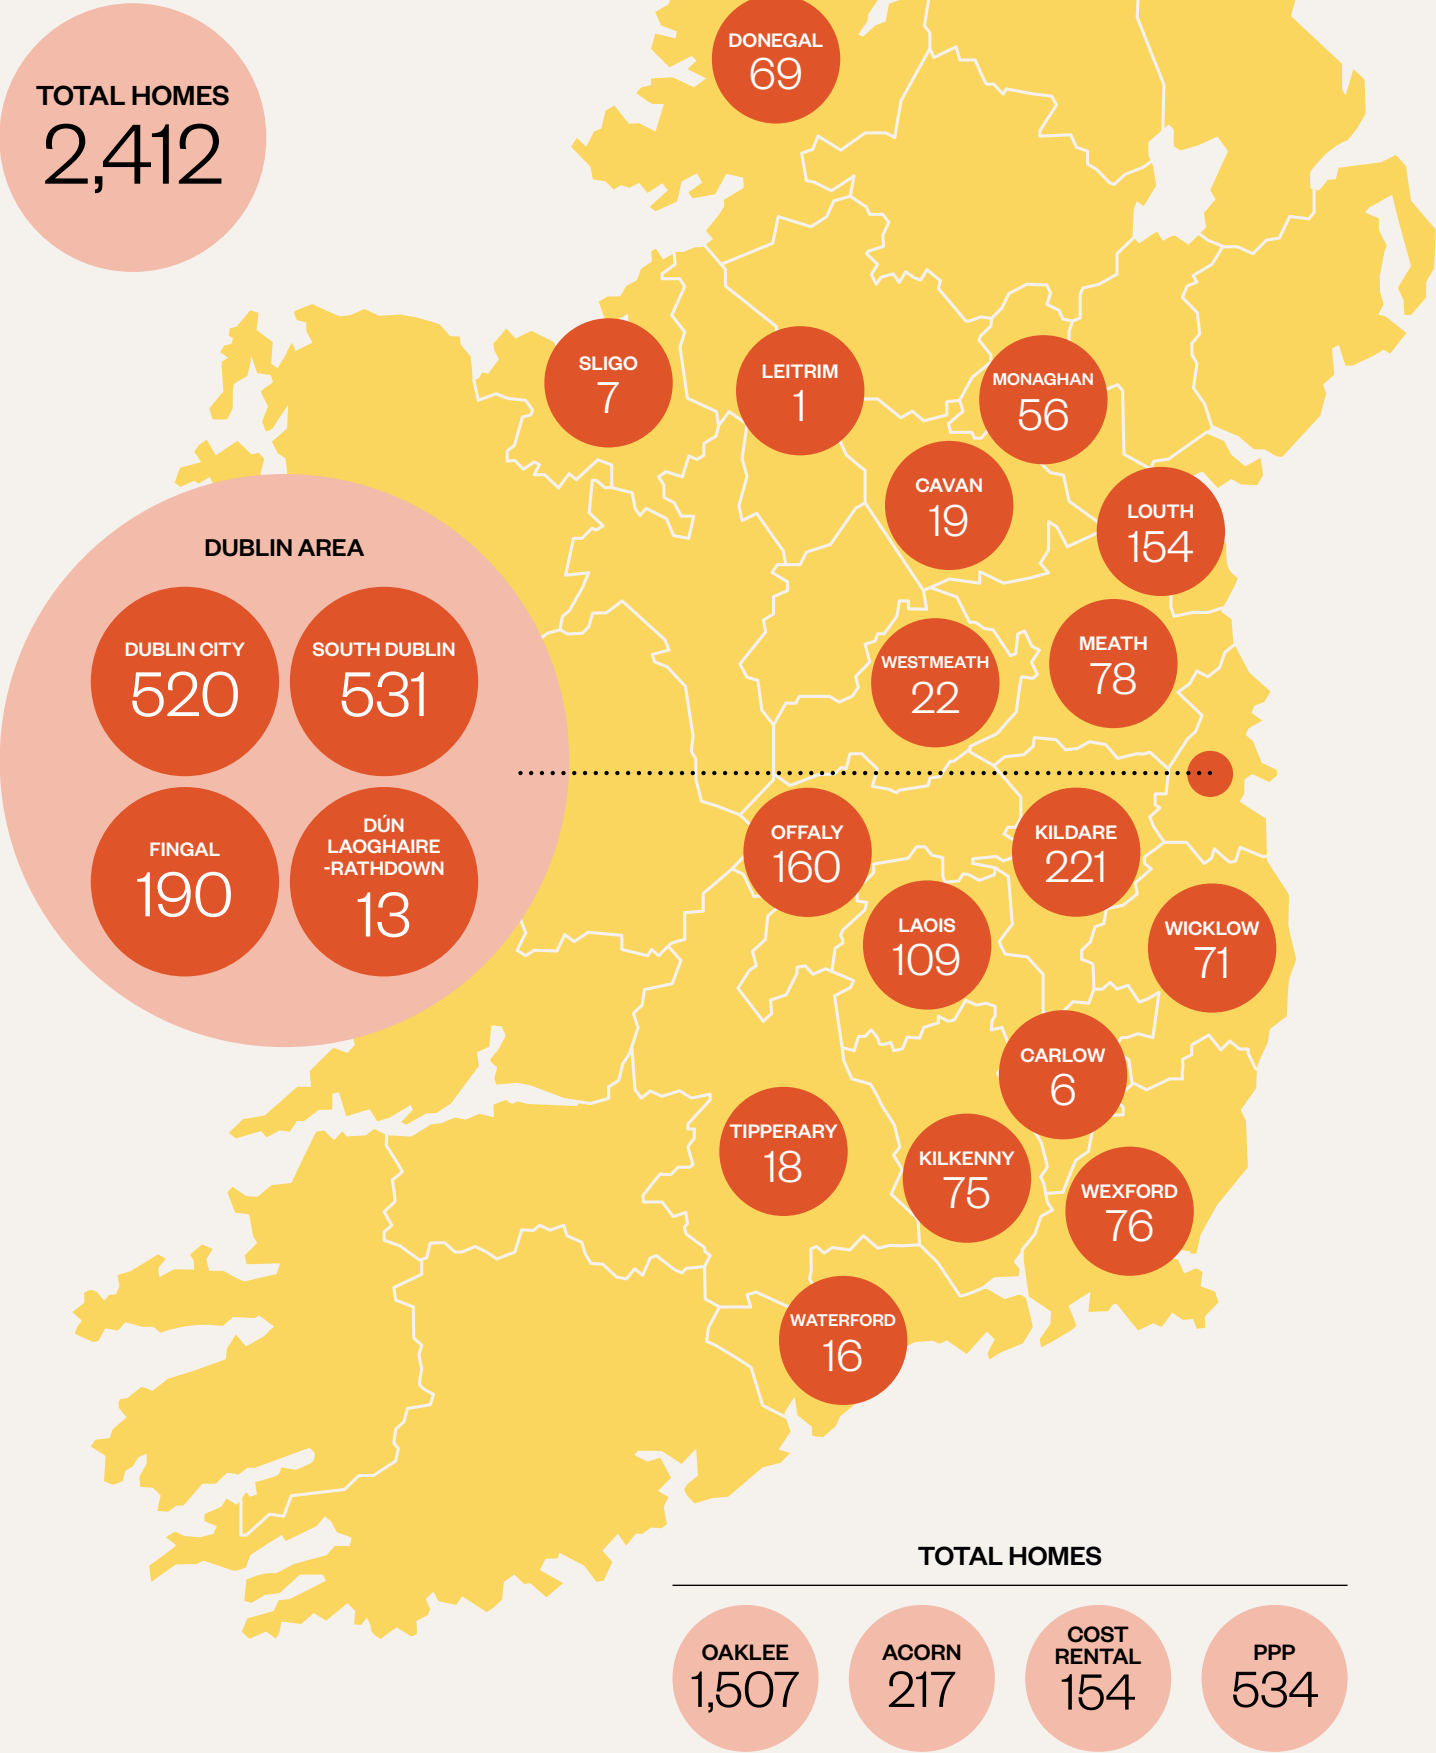 TOTAL HOMES
2,412
DONEGAL
69
SLIGO
7
LEITRIM
1
MONAGHAN
56
CAVAN
19
LOUTH
154
DUBLIN AREA
DUBLIN CITY
520
SOUTH DUBLIN
531
FINGAL
190
DÚN
LAOGHAIRE
-RATHDOWN
13
WESTMEATH
22
MEATH
78
OFFALY
160
KILDARE
221
LAOIS
109
WICKLOW
71
CARLOW
6
TIPPERARY
18
KILKENNY
75
WEXFORD
76
WATERFORD
16
TOTAL HOMES
OAKLEE
1,507
ACORN
217
COST
RENTAL
154
PPP
534